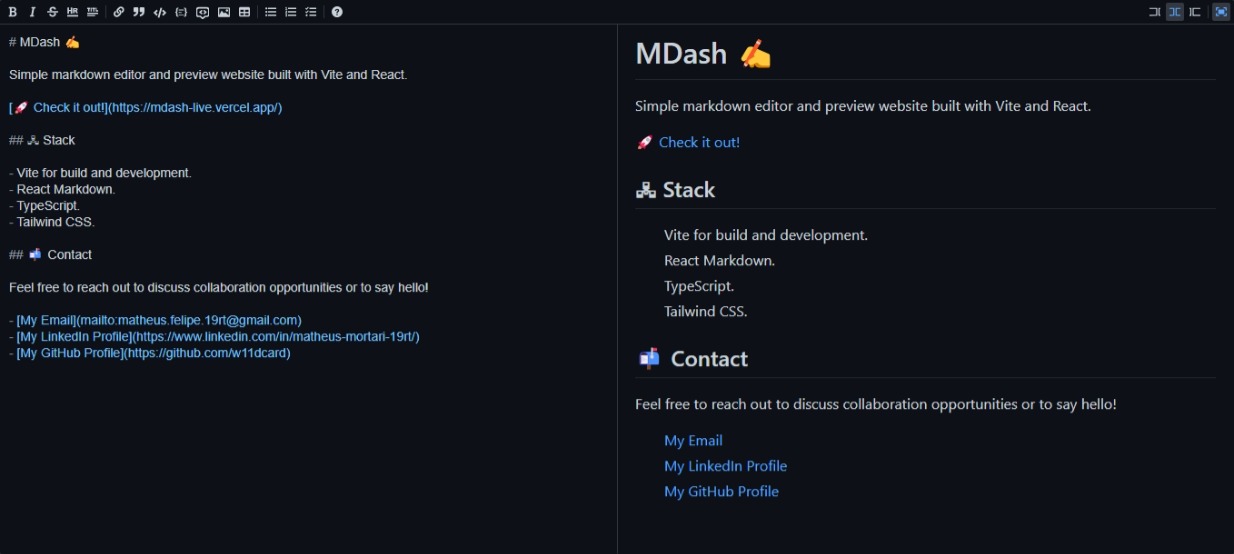 B I S HR TITL
# MDash ✍️
Simple markdown editor and preview website built with Vite and React.
[🚀 Check it out!](https://mdash-live.vercel.app/)
## 🖧 Stack
- Vite for build and development.
- React Markdown.
- TypeScript.
- Tailwind CSS.
## 📬 Contact
Feel free to reach out to discuss collaboration opportunities or to say hello!
- [My Email](mailto:matheus.felipe.19rt@gmail.com)
- [My LinkedIn Profile](https://www.linkedin.com/in/matheus-mortari-19rt/)
- [My GitHub Profile](https://github.com/w11dcard)
MDash ✍️
Simple markdown editor and preview website built with Vite and React.
🚀 Check it out!
🖧 Stack
Vite for build and development.
React Markdown.
TypeScript.
Tailwind CSS.
📬 Contact
Feel free to reach out to discuss collaboration opportunities or to say hello!
My Email
My LinkedIn Profile
My GitHub Profile